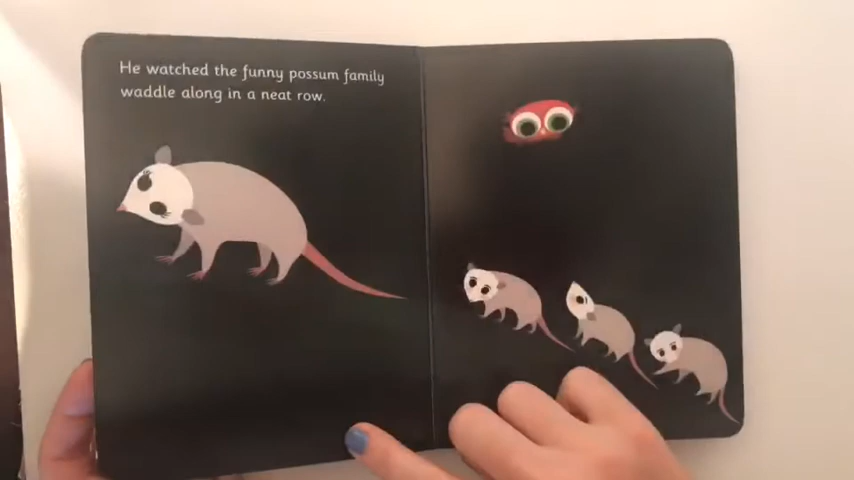 He watched the funny possum family
waddle along in a neat row.